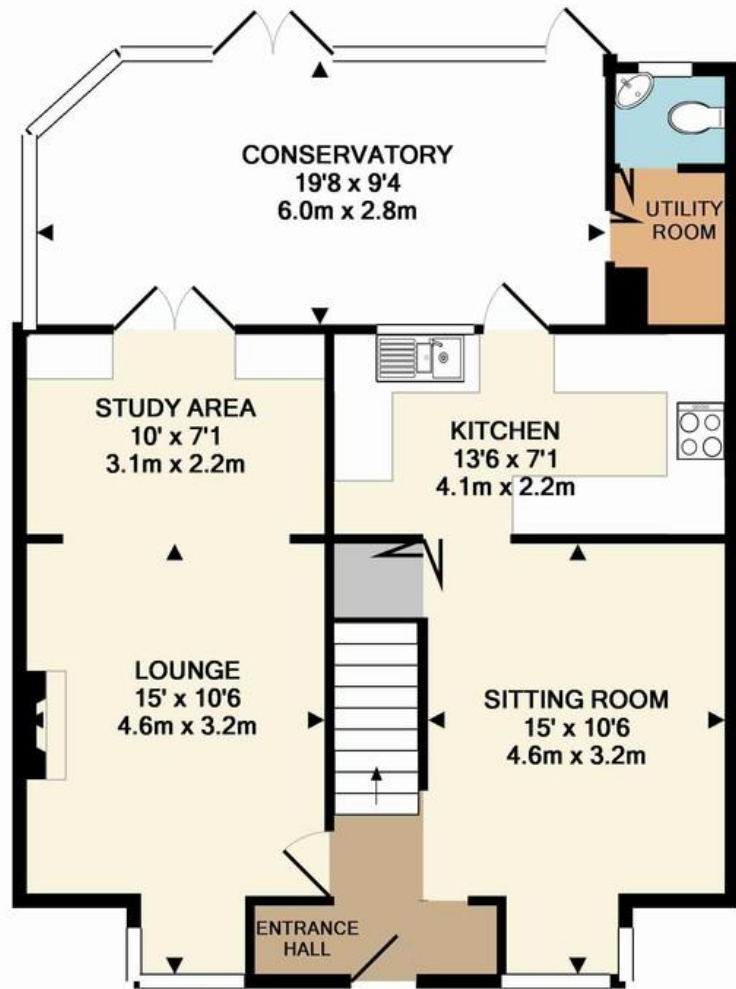 CONSERVATORY
19'8 x 9'4
6.0m x 2.8m
UTILITY
ROOM
STUDY AREA
10' x 7'1
3.1m x 2.2m
KITCHEN
13'6 x 7'1
4.1m x 2.2m
LOUNGE
15' x 10'6
4.6m x 3.2m
SITTING ROOM
15' x 10'6
4.6m x 3.2m
ENTRANCE
HALL